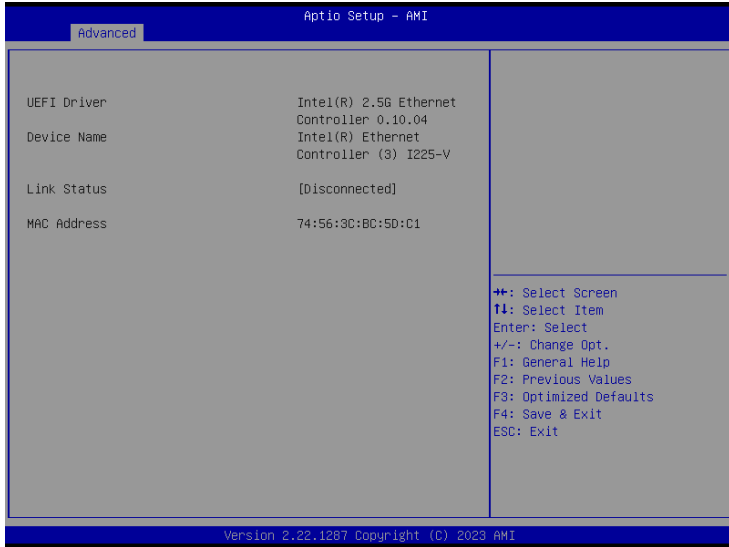 Aptio Setup - AMI
Advanced
UEFI Driver Intel(R) 2.5G Ethernet
Controller 0.10.04
Device Name Intel(R) Ethernet
Controller (3) I225-V
Link Status [Disconnected]
MAC Address 74:56:3C:BC:5D:C1
→←: Select Screen
↑↓: Select Item
Enter: Select
+/-: Change Opt.
F1: General Help
F2: Previous Values
F3: Optimized Defaults
F4: Save & Exit
ESC: Exit
Version 2.22.1287 Copyright (C) 2023 AMI